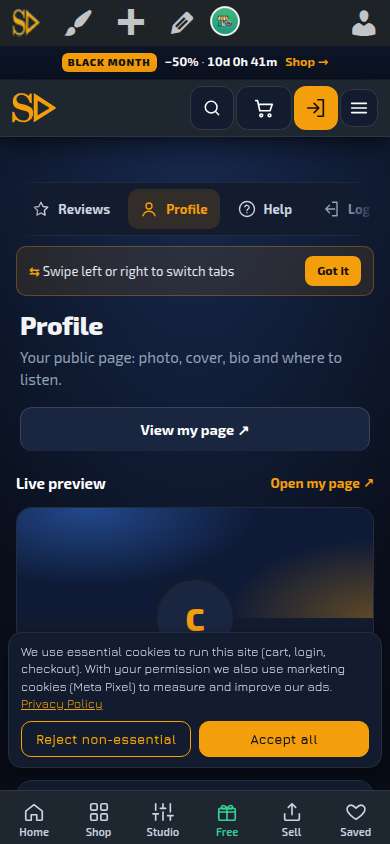 SD
BLACK MONTH −50% · 10d 0h 41m Shop →
SD
Reviews Profile Help Log
⇆ Swipe left or right to switch tabs Got it
Profile
Your public page: photo, cover, bio and where to
listen.
View my page ↗
Live preview Open my page ↗
C
We use essential cookies to run this site (cart, login,
checkout). With your permission we also use marketing
cookies (Meta Pixel) to measure and improve our ads.
Privacy Policy
Reject non-essential Accept all
Home Shop Studio Free Sell Saved